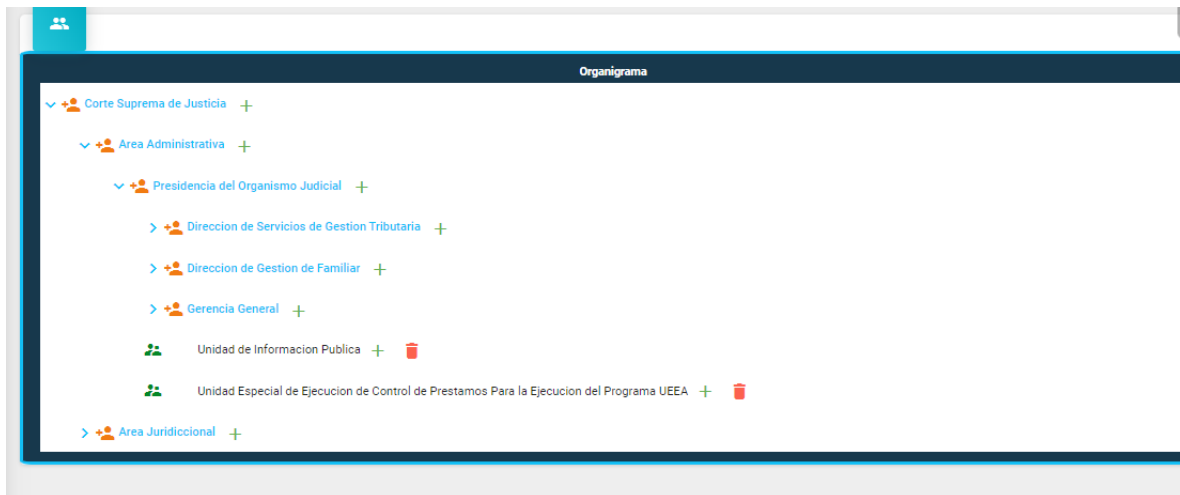 Organigrama
Corte Suprema de Justicia
Area Administrativa
Presidencia del Organismo Judicial
Direccion de Servicios de Gestion Tributaria
Direccion de Gestion de Familiar
Gerencia General
Unidad de Informacion Publica
Unidad Especial de Ejecucion de Control de Prestamos Para la Ejecucion del Programa UEEA
Area Juridiccional